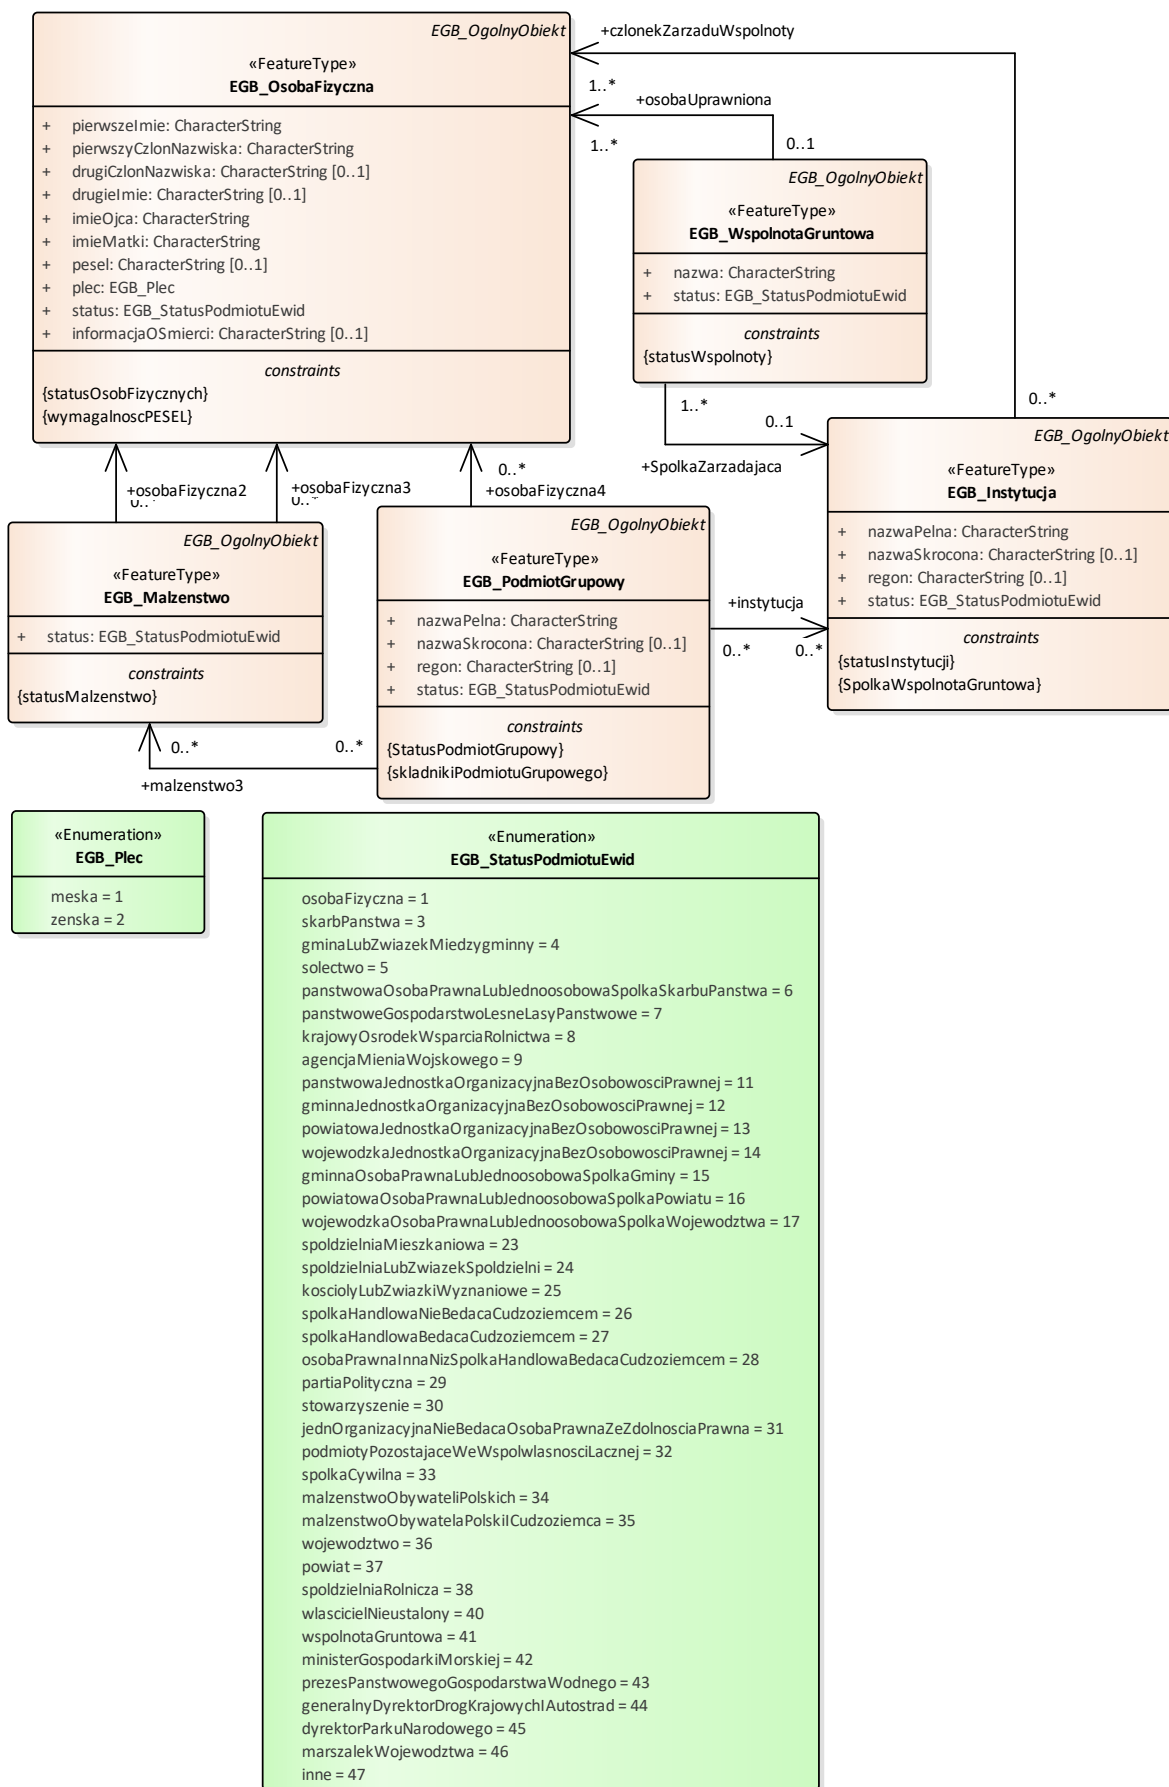 EGB_OgolnyObiekt
«FeatureType»
EGB_OsobaFizyczna
+ pierwszeImie: CharacterString
+ pierwszyCzlonNazwiska: CharacterString
+ drugiCzlonNazwiska: CharacterString [0..1]
+ drugieImie: CharacterString [0..1]
+ imieOjca: CharacterString
+ imieMatki: CharacterString
+ pesel: CharacterString [0..1]
+ plec: EGB_Plec
+ status: EGB_StatusPodmiotuEwid
+ informacjaOSmierci: CharacterString [0..1]
constraints
{statusOsobFizycznych}
{wymagalnoscPESEL}
+czlonekZarzaduWspolnoty
1..*
+osobaUprawniona
1..*
0..1
EGB_OgolnyObiekt
«FeatureType»
EGB_WspolnotaGruntowa
+ nazwa: CharacterString
+ status: EGB_StatusPodmiotuEwid
constraints
{statusWspolnoty}
1..*
0..1
0..*
+SpolkaZarzadajaca
EGB_OgolnyObiekt
«FeatureType»
EGB_Instytucja
+ nazwaPelna: CharacterString
+ nazwaSkrocona: CharacterString [0..1]
+ regon: CharacterString [0..1]
+ status: EGB_StatusPodmiotuEwid
constraints
{statusInstytucji}
{SpolkaWspolnotaGruntowa}
+osobaFizyczna2
0..*
+osobaFizyczna3
0..*
0..*
+osobaFizyczna4
EGB_OgolnyObiekt
«FeatureType»
EGB_Malzenstwo
+ status: EGB_StatusPodmiotuEwid
constraints
{statusMalzenstwo}
EGB_OgolnyObiekt
«FeatureType»
EGB_PodmiotGrupowy
+ nazwaPelna: CharacterString
+ nazwaSkrocona: CharacterString [0..1]
+ regon: CharacterString [0..1]
+ status: EGB_StatusPodmiotuEwid
constraints
{StatusPodmiotGrupowy}
{skladnikiPodmiotuGrupowego}
+instytucja
0..*
0..*
0..*
0..*
+malzenstwo3
«Enumeration»
EGB_Plec
meska = 1
zenska = 2
«Enumeration»
EGB_StatusPodmiotuEwid
osobaFizyczna = 1
skarbPanstwa = 3
gminaLubZwiazekMiedzygminny = 4
solectwo = 5
panstwowaOsobaPrawnaLubJednoosobowaSpolkaSkarbuPanstwa = 6
panstwoweGospodarstwoLesneLasyPanstwowe = 7
krajowyOsrodekWsparciaRolnictwa = 8
agencjaMieniaWojskowego = 9
panstwowaJednostkaOrganizacyjnaBezOsobowosciPrawnej = 11
gminnaJednostkaOrganizacyjnaBezOsobowosciPrawnej = 12
powiatowaJednostkaOrganizacyjnaBezOsobowosciPrawnej = 13
wojewodzkaJednostkaOrganizacyjnaBezOsobowosciPrawnej = 14
gminnaOsobaPrawnaLubJednoosobowaSpolkaGminy = 15
powiatowaOsobaPrawnaLubJednoosobowaSpolkaPowiatu = 16
wojewodzkaOsobaPrawnaLubJednoosobowaSpolkaWojewodztwa = 17
spoldzielniaMieszkaniowa = 23
spoldzielniaLubZwiazekSpoldzielni = 24
kosciolyLubZwiazkiWyznaniowe = 25
spolkaHandlowaNieBedacaCudzoziemcem = 26
spolkaHandlowaBedacaCudzoziemcem = 27
osobaPrawnaInnaNizSpolkaHandlowaBedacaCudzoziemcem = 28
partiaPolityczna = 29
stowarzyszenie = 30
jednOrganizacyjnaNieBedacaOsobaPrawnaZeZdolnosciaPrawna = 31
podmiotyPozostajaceWeWspolwlasnosciLacznej = 32
spolkaCywilna = 33
malzenstwoObywateliPolskich = 34
malzenstwoObywatelaPolskiICudzoziemca = 35
wojewodztwo = 36
powiat = 37
spoldzielniaRolnicza = 38
wlascicielNieustalony = 40
wspolnotaGruntowa = 41
ministerGospodarkiMorskiej = 42
prezesPanstwowegoGospodarstwaWodnego = 43
generalnyDyrektorDrogKrajowychIAutostrad = 44
dyrektorParkuNarodowego = 45
marszalekWojewodztwa = 46
inne = 47